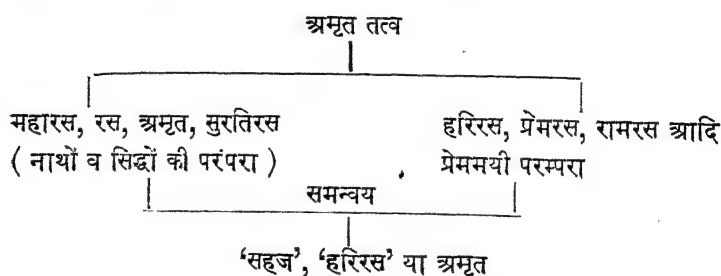 अमृत तत्व
महारस, रस, अमृत, सुरतिरस
हरिरस, प्रेमरस, रामरस आदि
( नाथों व सिद्धों की परंपरा )
प्रेममयी परम्परा
समन्वय
‘सहज’, ‘हरिरस’ या अमृत